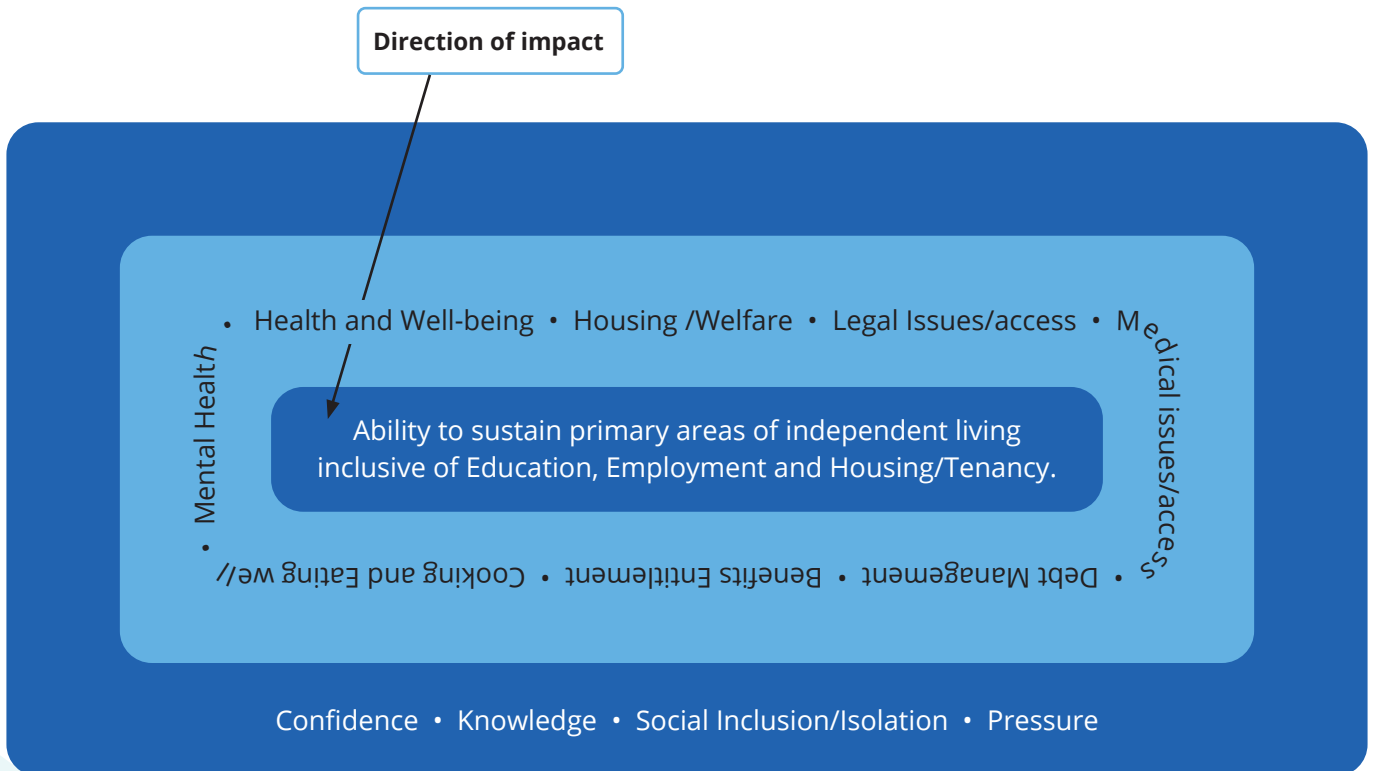 Direction of impact
• Health and Well-being • Housing /Welfare • Legal Issues/access • Medical issues/access • Debt Management • Benefits Entitlement • Cooking and Eating well • Mental Health
Ability to sustain primary areas of independent living
inclusive of Education, Employment and Housing/Tenancy.
Confidence • Knowledge • Social Inclusion/Isolation • Pressure